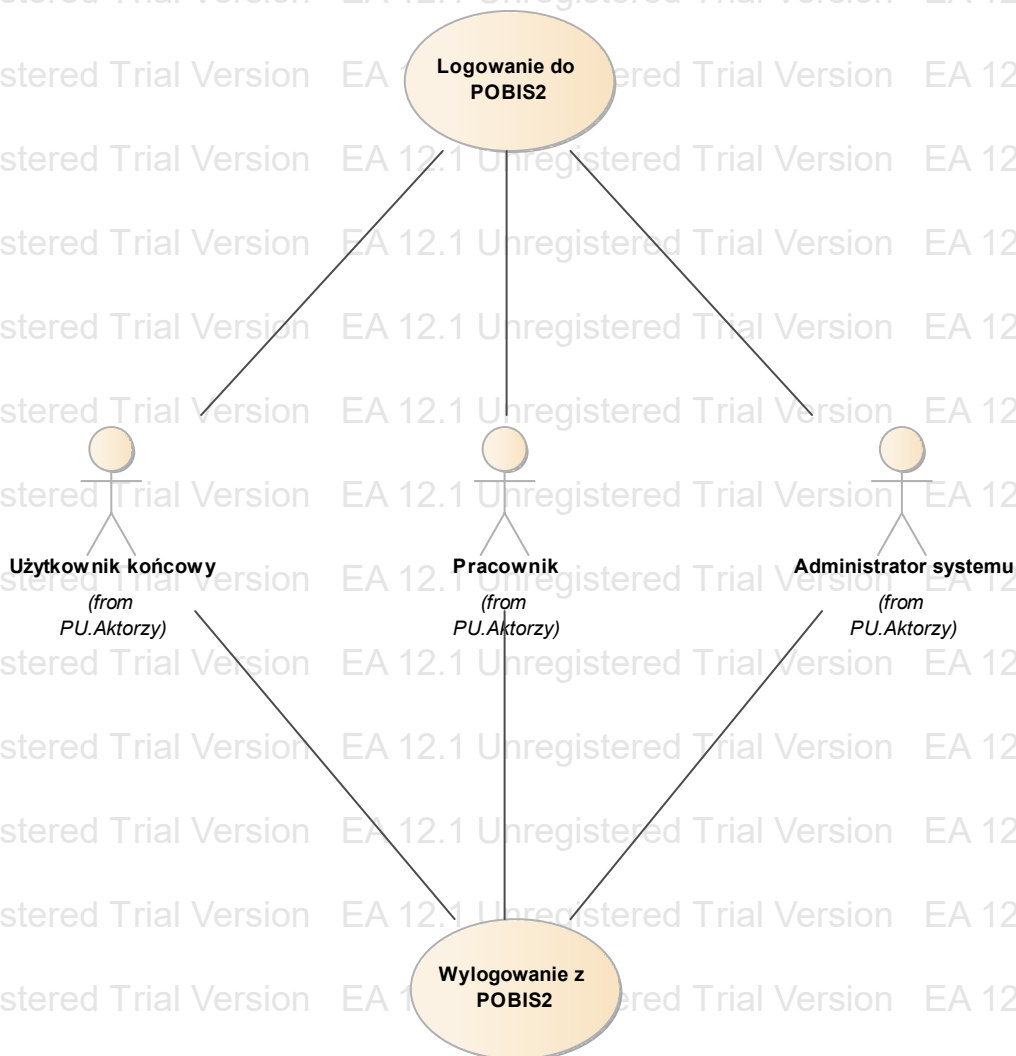 Logowanie do
POBIS2
Użytkownik końcowy
(from
PU.Aktorzy)
Pracownik
(from
PU.Aktorzy)
Administrator systemu
(from
PU.Aktorzy)
Wylogowanie z
POBIS2
stered Trial Version EA 12.1 Unregistered Trial Version EA 12